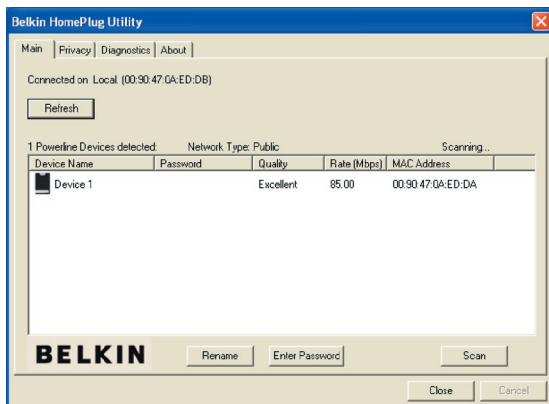 Belkin HomePlug Utility
Main Privacy Diagnostics About
Connected on Local (00:90:47:0A:ED:DB)
Refresh
1 Powerline Devices detected: Network Type: Public Scanning...
Device Name Password Quality Rate (Mbps) MAC Address
Device 1 Excellent 85.00 00:90:47:0A:ED:DA
BELKIN Rename Enter Password Scan
Close Cancel